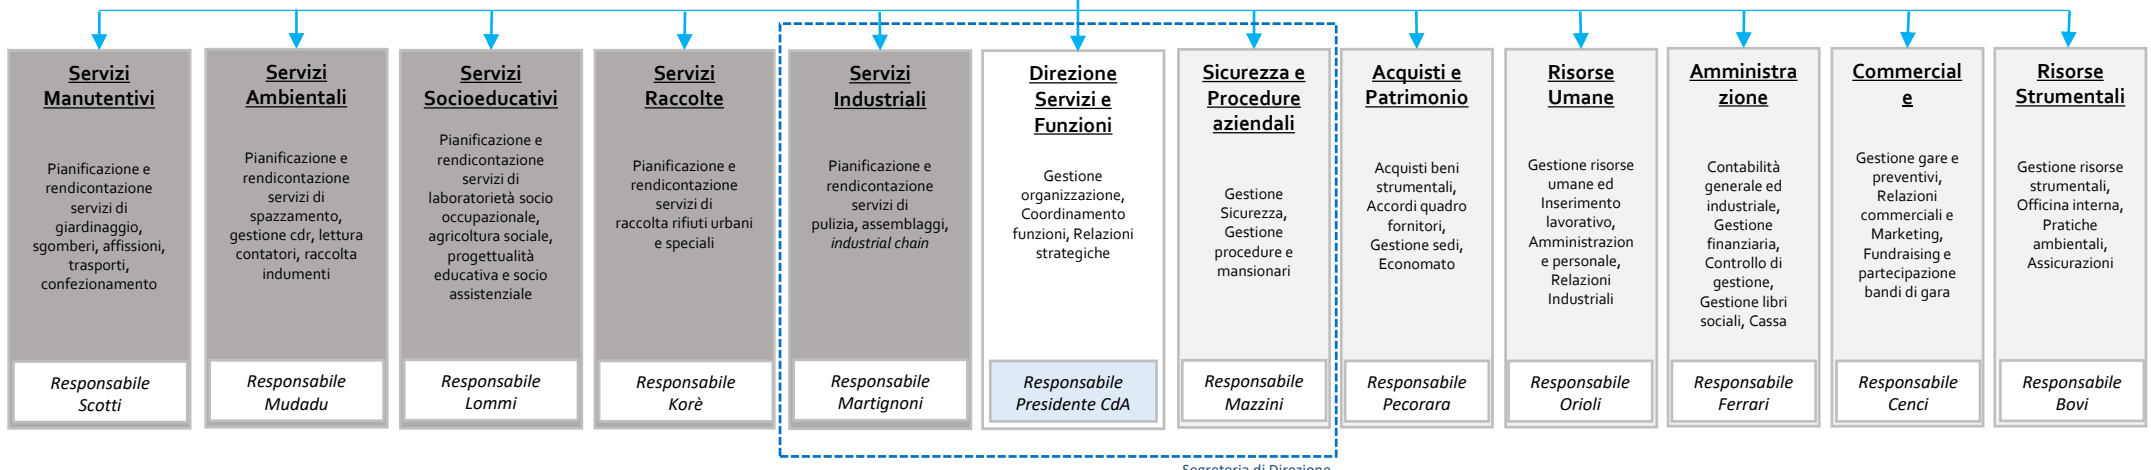 Servizi
Manutentivi
Pianificazione e
rendicontazione
servizi di
giardinaggio,
sgomberi, affissioni,
trasporti,
confezionamento
Responsabile
Scotti
Servizi
Ambientali
Pianificazione e
rendicontazione
servizi di
spazzamento,
gestione cdr, lettura
contatori, raccolta
indumenti
Responsabile
Mudadu
Servizi
Socioeducativi
Pianificazione e
rendicontazione
servizi di
laboratorietà socio
occupazionale,
agricoltura sociale,
progettualità
educativa e socio
assistenziale
Responsabile
Lommi
Servizi
Raccolte
Pianificazione e
rendicontazione
servizi di
raccolta rifiuti urbani
e speciali
Responsabile
Korè
Servizi
Industriali
Pianificazione e
rendicontazione
servizi di
pulizia, assemblaggi,
industrial chain
Responsabile
Martignoni
Direzione
Servizi e
Funzioni
Gestione
organizzazione,
Coordinamento
funzioni, Relazioni
strategiche
Responsabile
Presidente CdA
Sicurezza e
Procedure
aziendali
Gestione
Sicurezza,
Gestione
procedure e
mansionari
Responsabile
Mazzini
Acquisti e
Patrimonio
Acquisti beni
strumentali,
Accordi quadro
fornitori,
Gestione sedi,
Economato
Responsabile
Pecorara
Risorse
Umane
Gestione risorse
umane ed
Inserimento
lavorativo,
Amministrazion
e personale,
Relazioni
Industriali
Responsabile
Orioli
Amministra
zione
Contabilità
generale ed
industriale,
Gestione
finanziaria,
Controllo di
gestione,
Gestione libri
sociali, Cassa
Responsabile
Ferrari
Commercial
e
Gestione gare e
preventivi,
Relazioni
commerciali e
Marketing,
Fundraising e
partecipazione
bandi di gara
Responsabile
Cenci
Risorse
Strumentali
Gestione risorse
strumentali,
Officina interna,
Pratiche
ambientali,
Assicurazioni
Responsabile
Bovi
Segreteria di Direzione